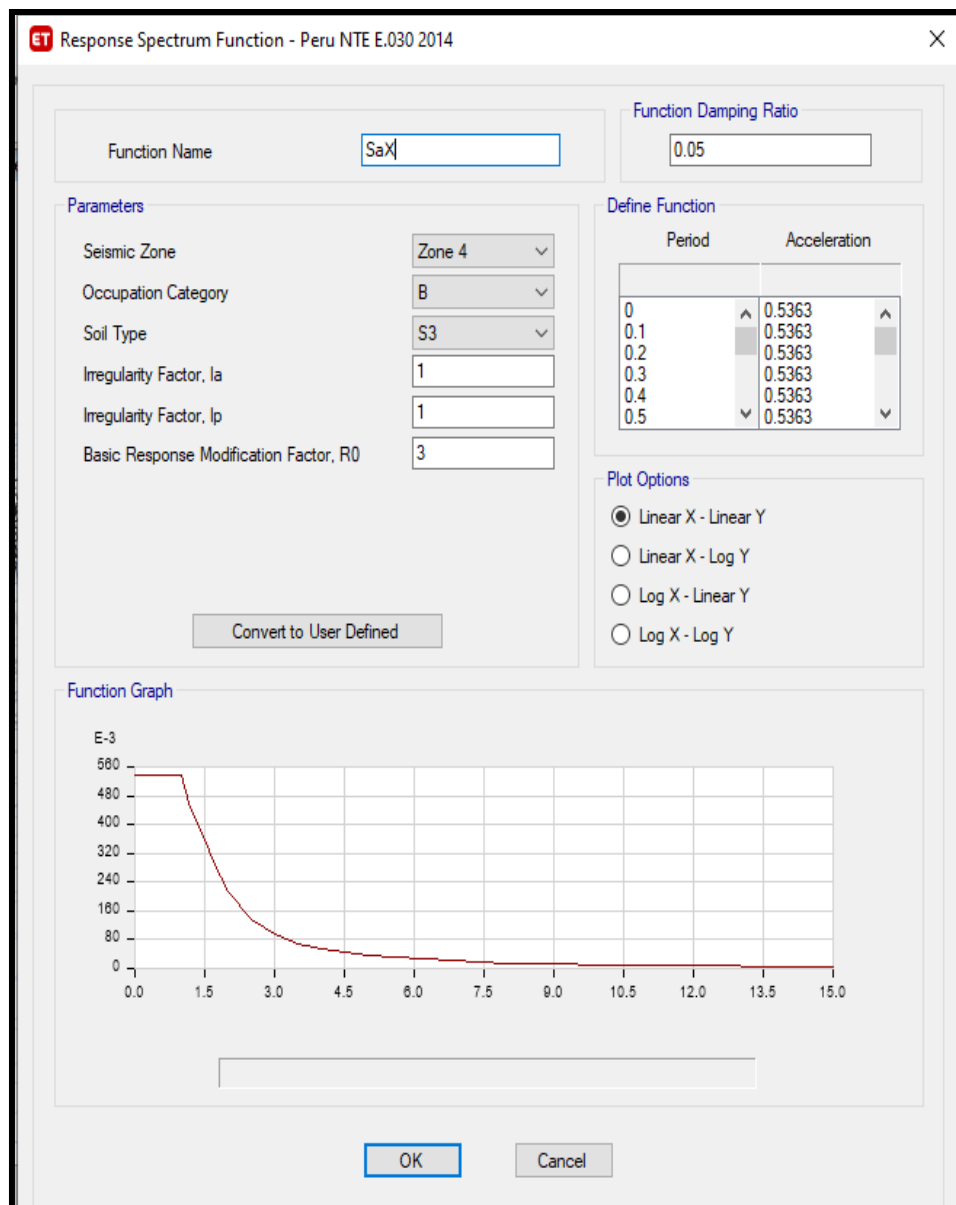 ET Response Spectrum Function - Peru NTE E.030 2014
Function Name SaX
Function Damping Ratio
0.05
Parameters
Seismic Zone Zone 4
Occupation Category B
Soil Type S3
Irregularity Factor, Ia 1
Irregularity Factor, Ip 1
Basic Response Modification Factor, R0 3
Convert to User Defined
Define Function
Period Acceleration
0 0.5363
0.1 0.5363
0.2 0.5363
0.3 0.5363
0.4 0.5363
0.5 0.5363
Plot Options
Linear X - Linear Y
Linear X - Log Y
Log X - Linear Y
Log X - Log Y
Function Graph
E-3
560
480
400
320
240
160
80
0
0.0 1.5 3.0 4.5 6.0 7.5 9.0 10.5 12.0 13.5 15.0
OK Cancel